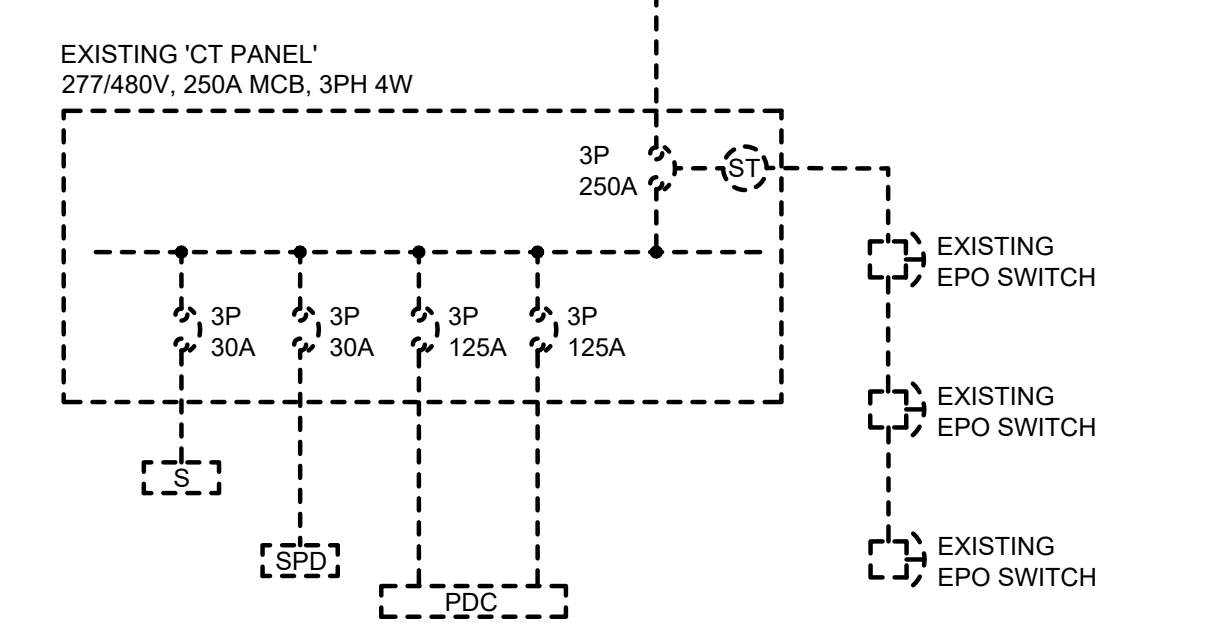 EXISTING 'CT PANEL'
277/480V, 250A MCB, 3PH 4W
3P
250A
ST
EXISTING
EPO SWITCH
3P
30A
3P
30A
3P
125A
3P
125A
EXISTING
EPO SWITCH
S
EXISTING
EPO SWITCH
SPD
PDC